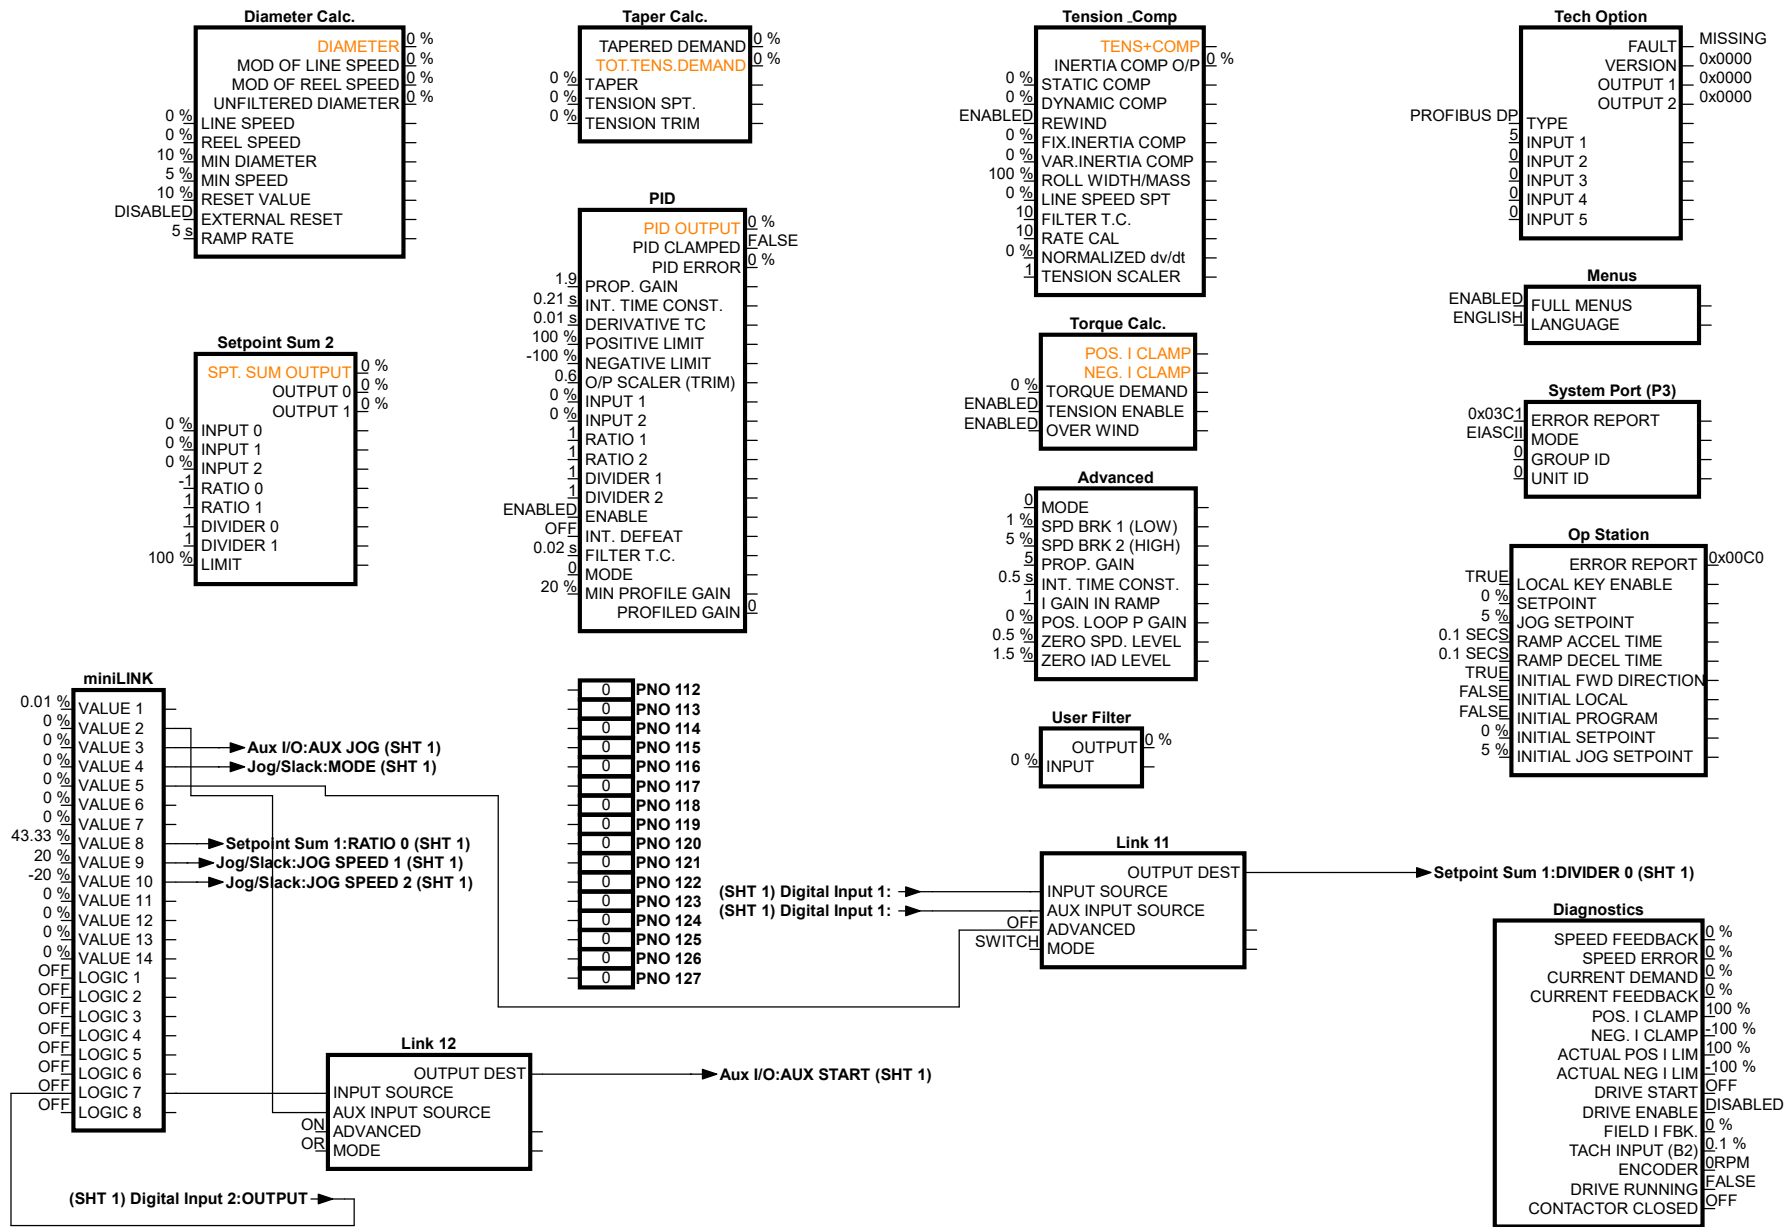 Diameter Calc.
DIAMETER 0 %
MOD OF LINE SPEED 0 %
MOD OF REEL SPEED 0 %
UNFILTERED DIAMETER 0 %
0 % LINE SPEED
0 % REEL SPEED
10 % MIN DIAMETER
5 % MIN SPEED
10 % RESET VALUE
DISABLED EXTERNAL RESET
5 s RAMP RATE
Taper Calc.
TAPERED DEMAND 0 %
TOT.TENS.DEMAND 0 %
0 % TAPER
0 % TENSION SPT.
0 % TENSION TRIM
Tension _Comp
TENS+COMP
INERTIA COMP O/P 0 %
0 % STATIC COMP
0 % DYNAMIC COMP
ENABLED REWIND
0 % FIX.INERTIA COMP
0 % VAR.INERTIA COMP
100 % ROLL WIDTH/MASS
0 % LINE SPEED SPT
10 FILTER T.C.
10 RATE CAL
0 % NORMALIZED dv/dt
1 TENSION SCALER
Tech Option
FAULT MISSING
VERSION 0x0000
OUTPUT 1 0x0000
OUTPUT 2 0x0000
PROFIBUS DP TYPE
5 INPUT 1
0 INPUT 2
0 INPUT 3
0 INPUT 4
0 INPUT 5
PID
PID OUTPUT 0 %
PID CLAMPED FALSE
PID ERROR 0 %
1.9 PROP. GAIN
0.21 s INT. TIME CONST.
0.01 s DERIVATIVE TC
100 % POSITIVE LIMIT
-100 % NEGATIVE LIMIT
0.6 O/P SCALER (TRIM)
0 % INPUT 1
0 % INPUT 2
1 RATIO 1
1 RATIO 2
1 DIVIDER 1
1 DIVIDER 2
ENABLED ENABLE
OFF INT. DEFEAT
0.02 s FILTER T.C.
0 MODE
20 % MIN PROFILE GAIN
PROFILED GAIN 0
Menus
ENABLED FULL MENUS
ENGLISH LANGUAGE
Setpoint Sum 2
SPT. SUM OUTPUT 0 %
OUTPUT 0 0 %
OUTPUT 1 0 %
0 % INPUT 0
0 % INPUT 1
0 % INPUT 2
-1 RATIO 0
1 RATIO 1
1 DIVIDER 0
1 DIVIDER 1
100 % LIMIT
Torque Calc.
POS. I CLAMP
NEG. I CLAMP
0 % TORQUE DEMAND
ENABLED TENSION ENABLE
ENABLED OVER WIND
System Port (P3)
0x03C1 ERROR REPORT
EIASCII MODE
0 GROUP ID
0 UNIT ID
Advanced
0 MODE
1 % SPD BRK 1 (LOW)
5 % SPD BRK 2 (HIGH)
5 PROP. GAIN
0.5 s INT. TIME CONST.
1 I GAIN IN RAMP
0 % POS. LOOP P GAIN
0.5 % ZERO SPD. LEVEL
1.5 % ZERO IAD LEVEL
Op Station
ERROR REPORT 0x00C0
TRUE LOCAL KEY ENABLE
0 % SETPOINT
5 % JOG SETPOINT
0.1 SECS RAMP ACCEL TIME
0.1 SECS RAMP DECEL TIME
TRUE INITIAL FWD DIRECTION
FALSE INITIAL LOCAL
FALSE INITIAL PROGRAM
0 % INITIAL SETPOINT
5 % INITIAL JOG SETPOINT
miniLINK
0.01 % VALUE 1
0 % VALUE 2
0 % VALUE 3 Aux I/O:AUX JOG (SHT 1)
0 % VALUE 4 Jog/Slack:MODE (SHT 1)
0 % VALUE 5
0 % VALUE 6
0 % VALUE 7
43.33 % VALUE 8 Setpoint Sum 1:RATIO 0 (SHT 1)
20 % VALUE 9 Jog/Slack:JOG SPEED 1 (SHT 1)
-20 % VALUE 10 Jog/Slack:JOG SPEED 2 (SHT 1)
0 % VALUE 11
0 % VALUE 12
0 % VALUE 13
0 % VALUE 14
OFF LOGIC 1
OFF LOGIC 2
OFF LOGIC 3
OFF LOGIC 4
OFF LOGIC 5
OFF LOGIC 6
OFF LOGIC 7
OFF LOGIC 8
0 PNO 112
0 PNO 113
0 PNO 114
0 PNO 115
0 PNO 116
0 PNO 117
0 PNO 118
0 PNO 119
0 PNO 120
0 PNO 121
0 PNO 122
0 PNO 123
0 PNO 124
0 PNO 125
0 PNO 126
0 PNO 127
User Filter
OUTPUT 0 %
0 % INPUT
Link 11
OUTPUT DEST Setpoint Sum 1:DIVIDER 0 (SHT 1)
(SHT 1) Digital Input 1: INPUT SOURCE
(SHT 1) Digital Input 1: AUX INPUT SOURCE
OFF ADVANCED
SWITCH MODE
Link 12
OUTPUT DEST Aux I/O:AUX START (SHT 1)
INPUT SOURCE
AUX INPUT SOURCE
ON ADVANCED
OR MODE
(SHT 1) Digital Input 2:OUTPUT
Diagnostics
SPEED FEEDBACK 0 %
SPEED ERROR 0 %
CURRENT DEMAND 0 %
CURRENT FEEDBACK 0 %
POS. I CLAMP 100 %
NEG. I CLAMP -100 %
ACTUAL POS I LIM 100 %
ACTUAL NEG I LIM -100 %
DRIVE START OFF
DRIVE ENABLE DISABLED
FIELD I FBK. 0 %
TACH INPUT (B2) 0.1 %
ENCODER 0RPM
DRIVE RUNNING FALSE
CONTACTOR CLOSED OFF